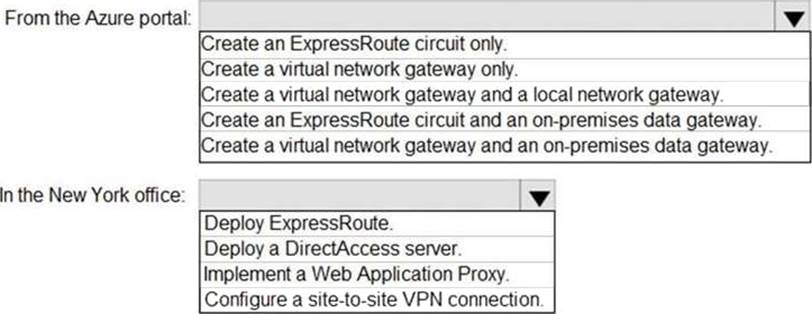 From the Azure portal:
Create an ExpressRoute circuit only.
Create a virtual network gateway only.
Create a virtual network gateway and a local network gateway.
Create an ExpressRoute circuit and an on-premises data gateway.
Create a virtual network gateway and an on-premises data gateway.
In the New York office:
Deploy ExpressRoute.
Deploy a DirectAccess server.
Implement a Web Application Proxy.
Configure a site-to-site VPN connection.